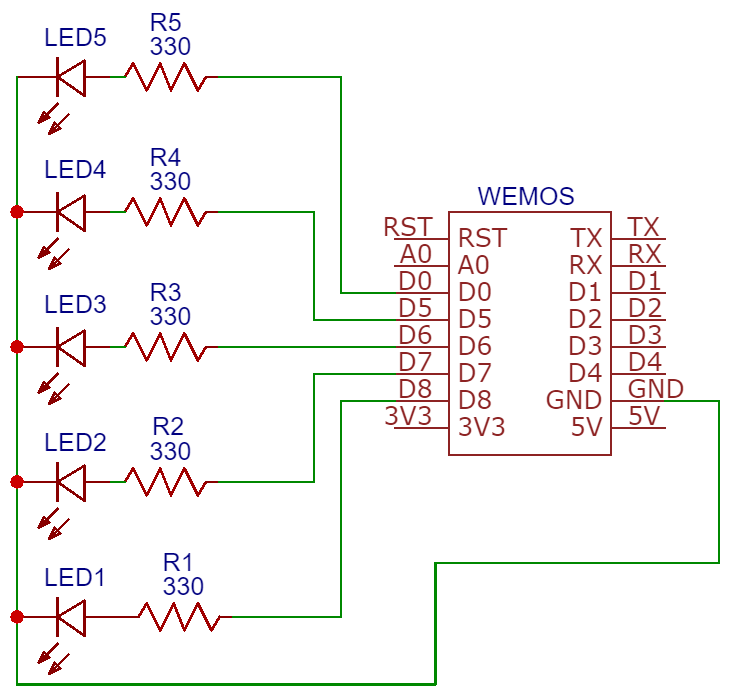 LED5
R5
330
LED4
R4
330
LED3
R3
330
LED2
R2
330
LED1
R1
330
WEMOS
RST RST TX TX
A0 A0 RX RX
D0 D0 D1 D1
D5 D5 D2 D2
D6 D6 D3 D3
D7 D7 D4 D4
D8 D8 GND GND
3V3 3V3 5V 5V